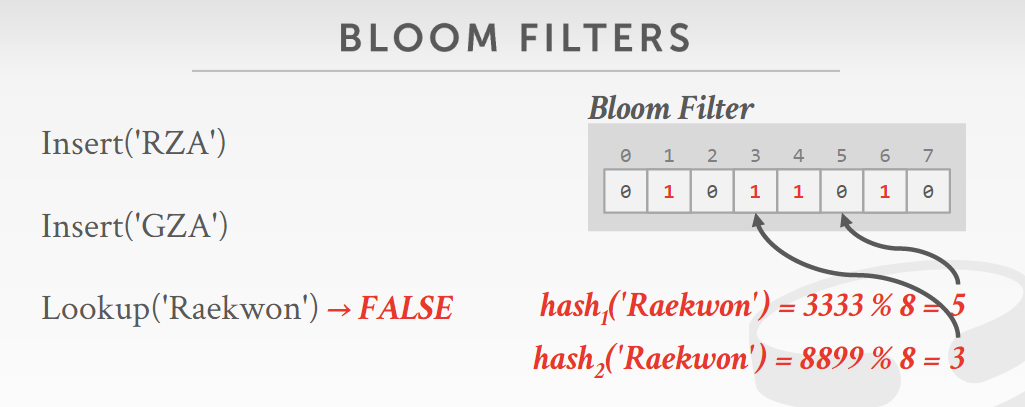 BLOOM FILTERS
Insert('RZA')
Insert('GZA')
Lookup('Raekwon') → FALSE
Bloom Filter
0 1 2 3 4 5 6 7
0 1 0 1 1 0 1 0
hash1('Raekwon') = 3333 % 8 = 5
hash2('Raekwon') = 8899 % 8 = 3